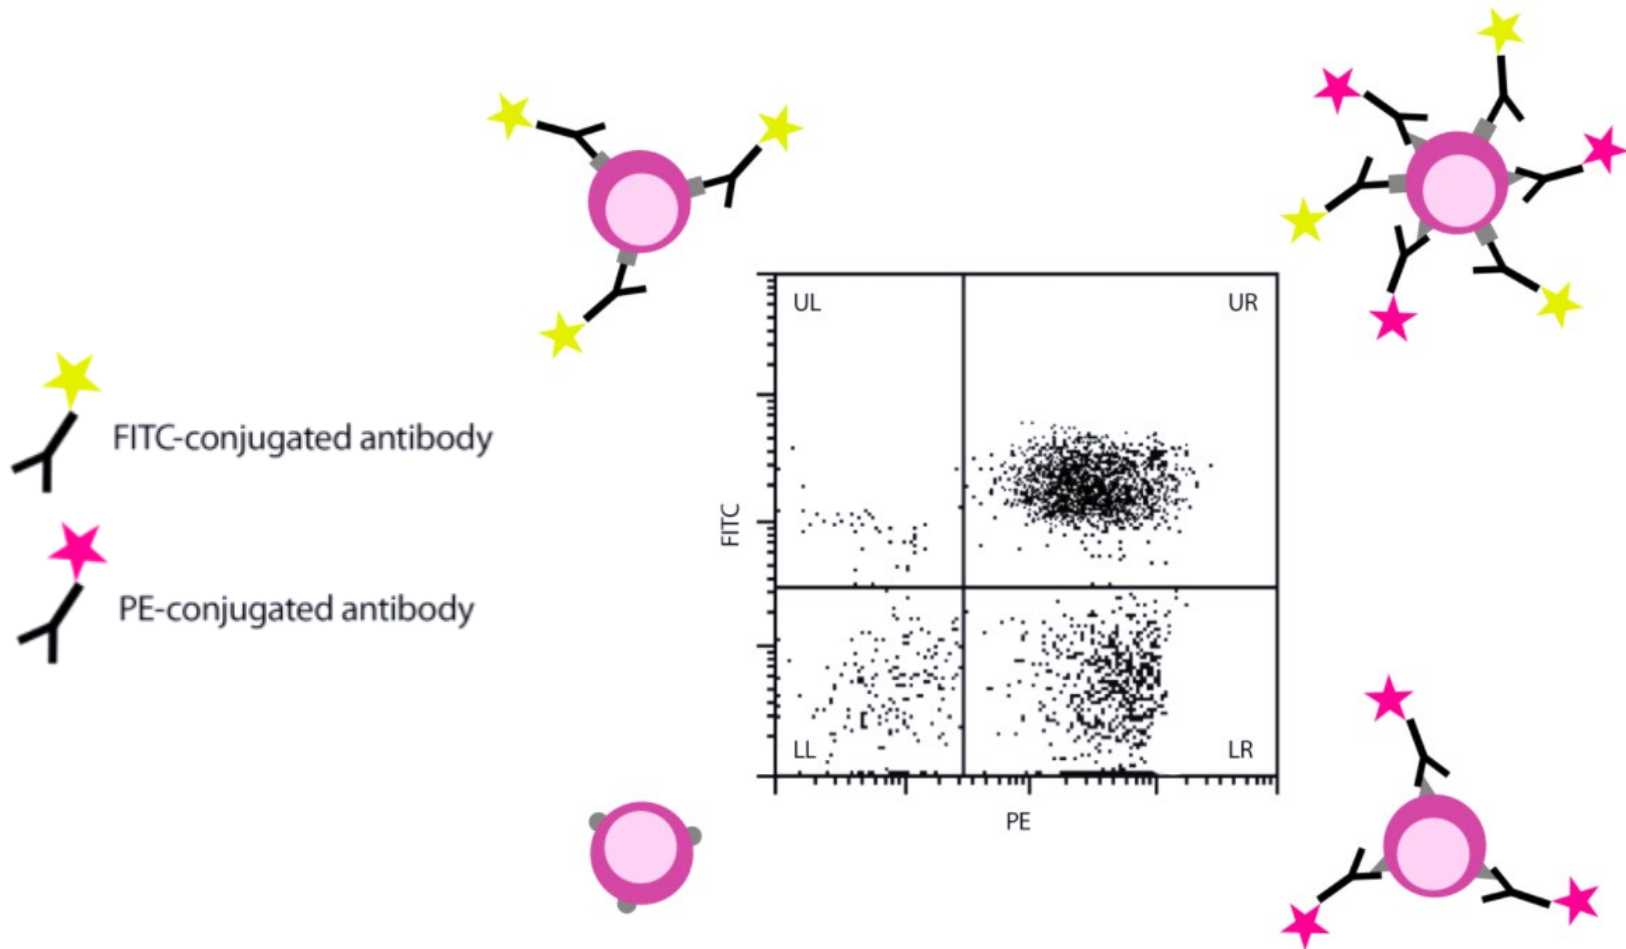 UL
UR
FITC-conjugated antibody
FITC
PE-conjugated antibody
LL
LR
PE